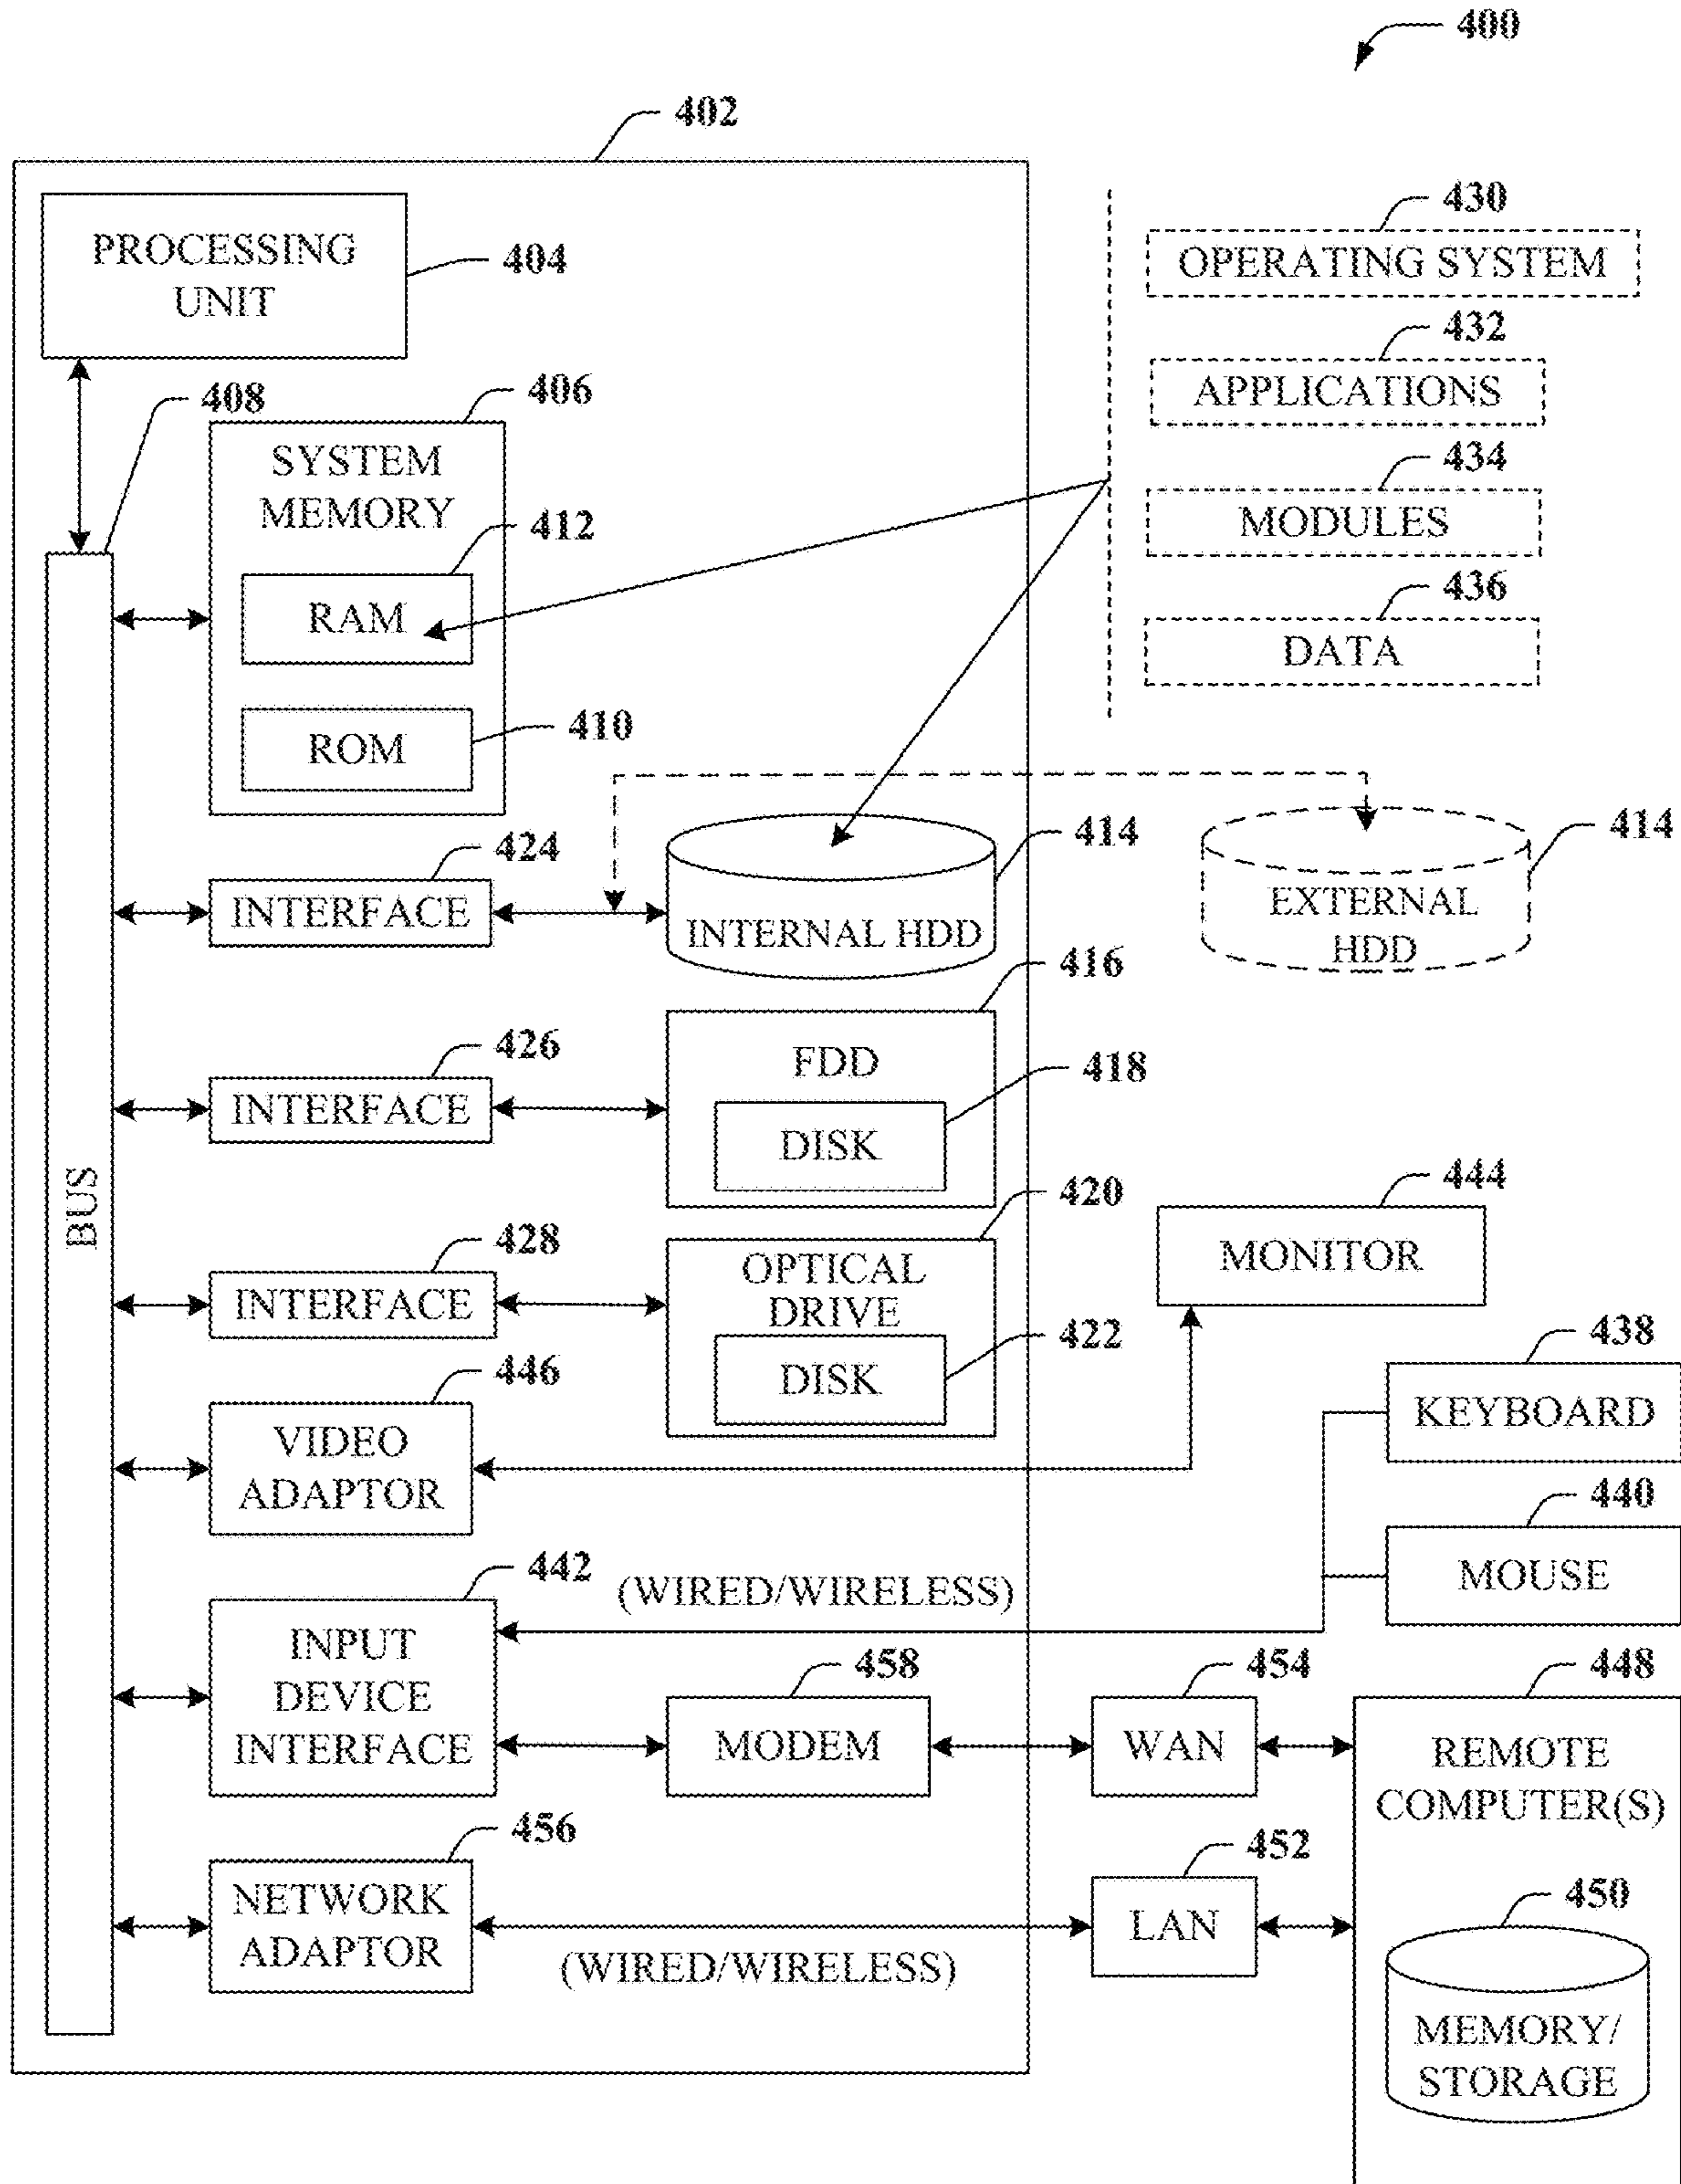 400
402
PROCESSING
UNIT
404
430
OPERATING SYSTEM
432
APPLICATIONS
434
MODULES
436
DATA
408
406
SYSTEM
MEMORY
412
RAM
410
ROM
BUS
424
INTERFACE
414
INTERNAL HDD
414
EXTERNAL
HDD
426
INTERFACE
416
FDD
418
DISK
428
INTERFACE
420
OPTICAL
DRIVE
422
DISK
444
MONITOR
446
VIDEO
ADAPTOR
438
KEYBOARD
440
MOUSE
442
INPUT
DEVICE
INTERFACE
(WIRED/WIRELESS)
458
MODEM
454
WAN
448
REMOTE
COMPUTER(S)
456
NETWORK
ADAPTOR
(WIRED/WIRELESS)
452
LAN
450
MEMORY/
STORAGE